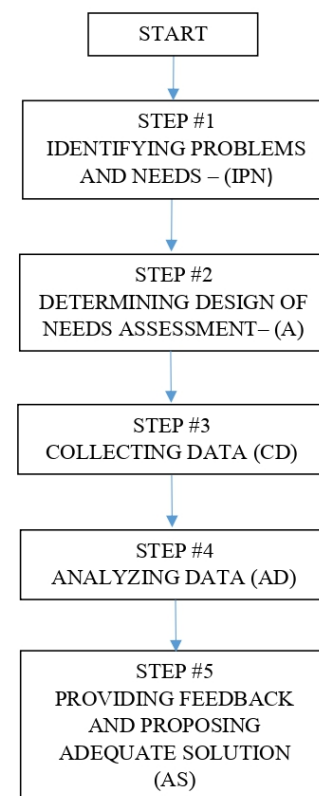 START
STEP #1
IDENTIFYING PROBLEMS
AND NEEDS – (IPN)
STEP #2
DETERMINING DESIGN OF
NEEDS ASSESSMENT– (A)
STEP #3
COLLECTING DATA (CD)
STEP #4
ANALYZING DATA (AD)
STEP #5
PROVIDING FEEDBACK
AND PROPOSING
ADEQUATE SOLUTION
(AS)